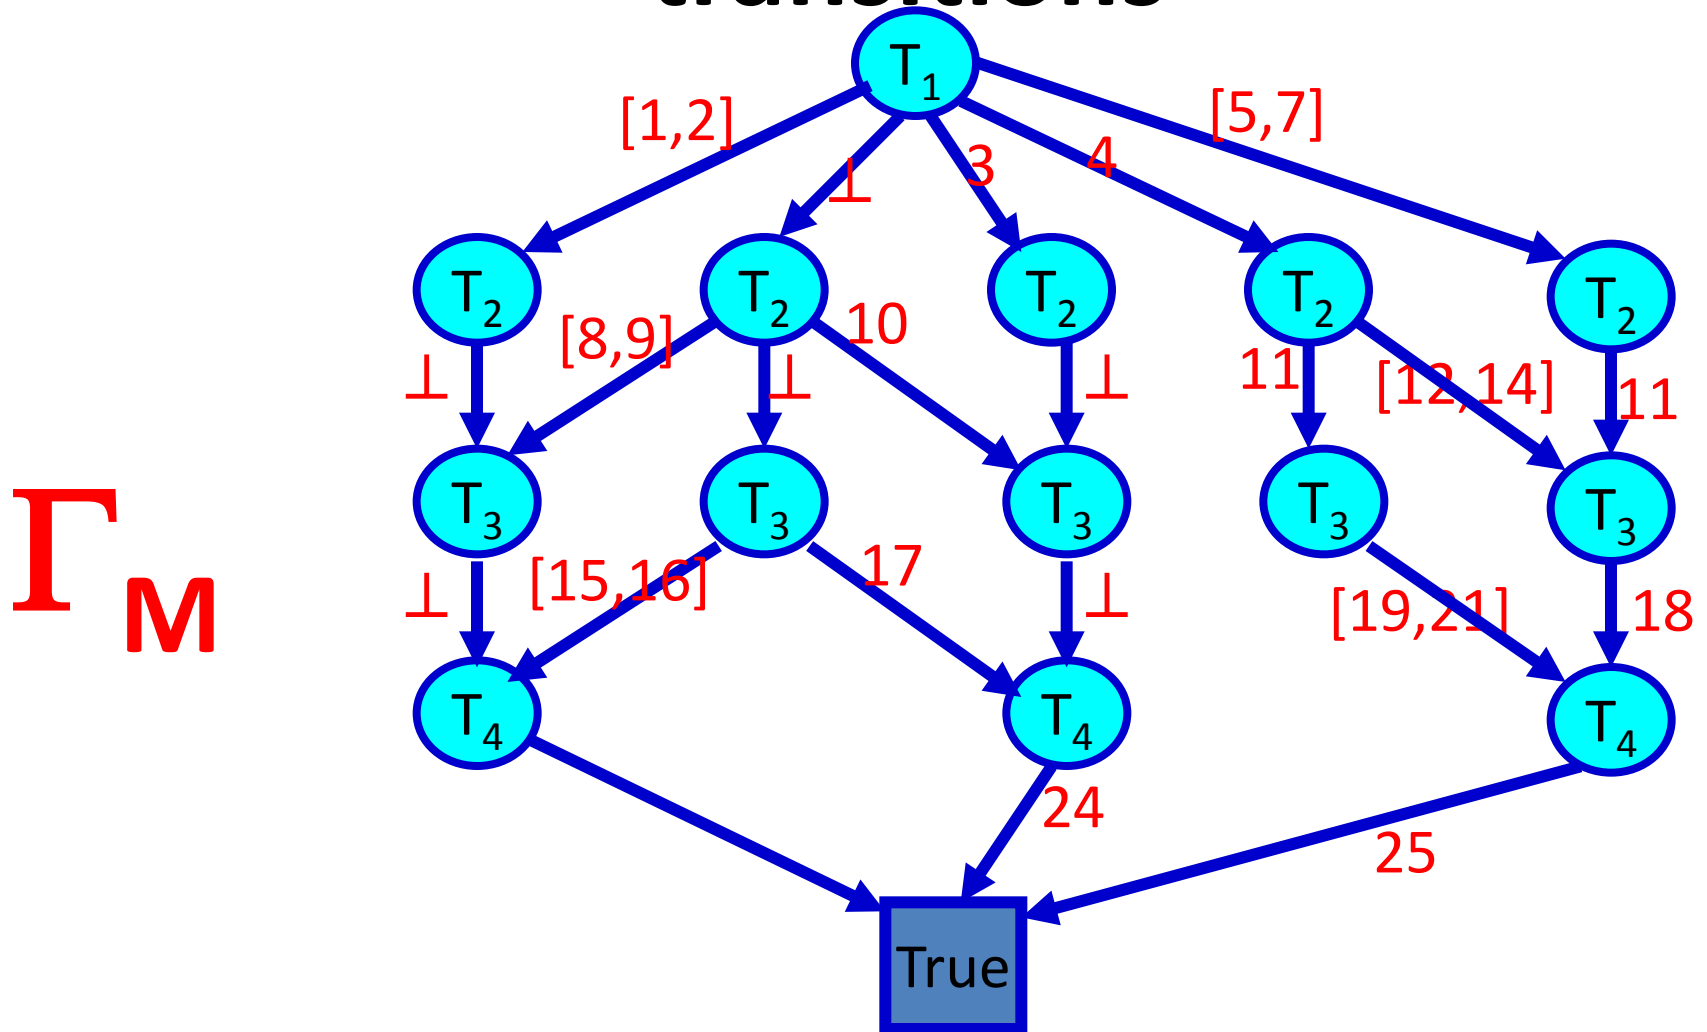 transitions
T1
[1,2]
⊥
3
4
[5,7]
T2
T2
T2
T2
T2
⊥
[8,9]
⊥
10
⊥
11
[12,14]
11
T3
T3
T3
T3
T3
ΓM
⊥
[15,16]
17
⊥
[19,21]
18
T4
T4
T4
24
25
True